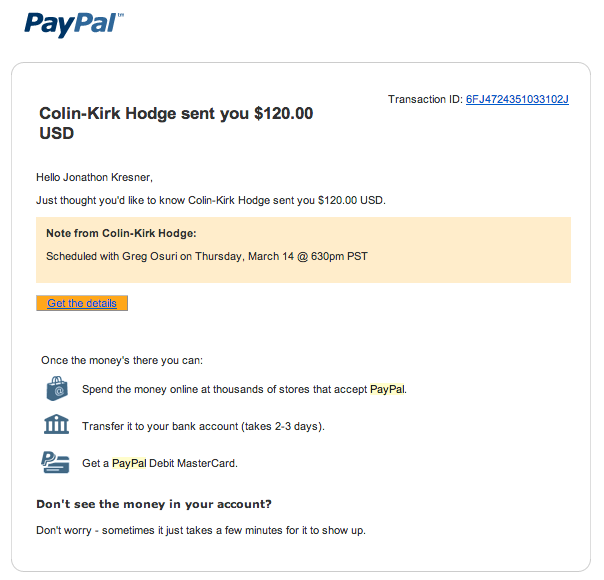 PayPal™
Transaction ID: 6FJ4724351033102J
Colin-Kirk Hodge sent you $120.00
USD
Hello Jonathon Kresner,
Just thought you'd like to know Colin-Kirk Hodge sent you $120.00 USD.
Note from Colin-Kirk Hodge:
Scheduled with Greg Osuri on Thursday, March 14 @ 630pm PST
Get the details
Once the money's there you can:
Spend the money online at thousands of stores that accept PayPal.
Transfer it to your bank account (takes 2-3 days).
Get a PayPal Debit MasterCard.
Don't see the money in your account?
Don't worry - sometimes it just takes a few minutes for it to show up.